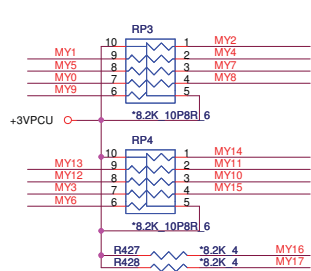 RP3
10 1 MY2
MY1 9 2 MY4
MY5 8 3 MY7
MY0 7 4 MY8
MY9 6 5
*8.2K_10P8R_6
+3VPCU
RP4
10 1 MY14
MY13 9 2 MY11
MY12 8 3 MY10
MY3 7 4 MY15
MY6 6 5
*8.2K_10P8R_6
R427 *8.2K_4 MY16
R428 *8.2K_4 MY17